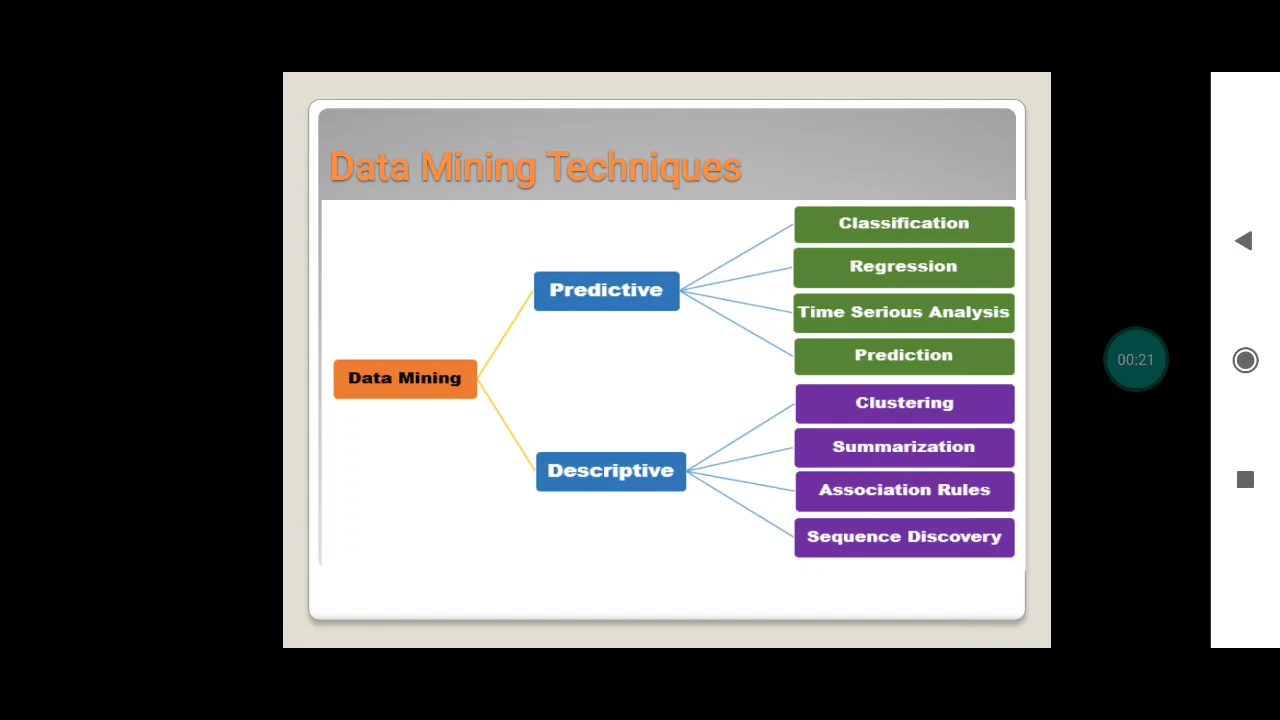 Data Mining Techniques
Classification
Regression
Predictive
Time Serious Analysis
Prediction
Data Mining
Clustering
Summarization
Descriptive
Association Rules
Sequence Discovery
00:21